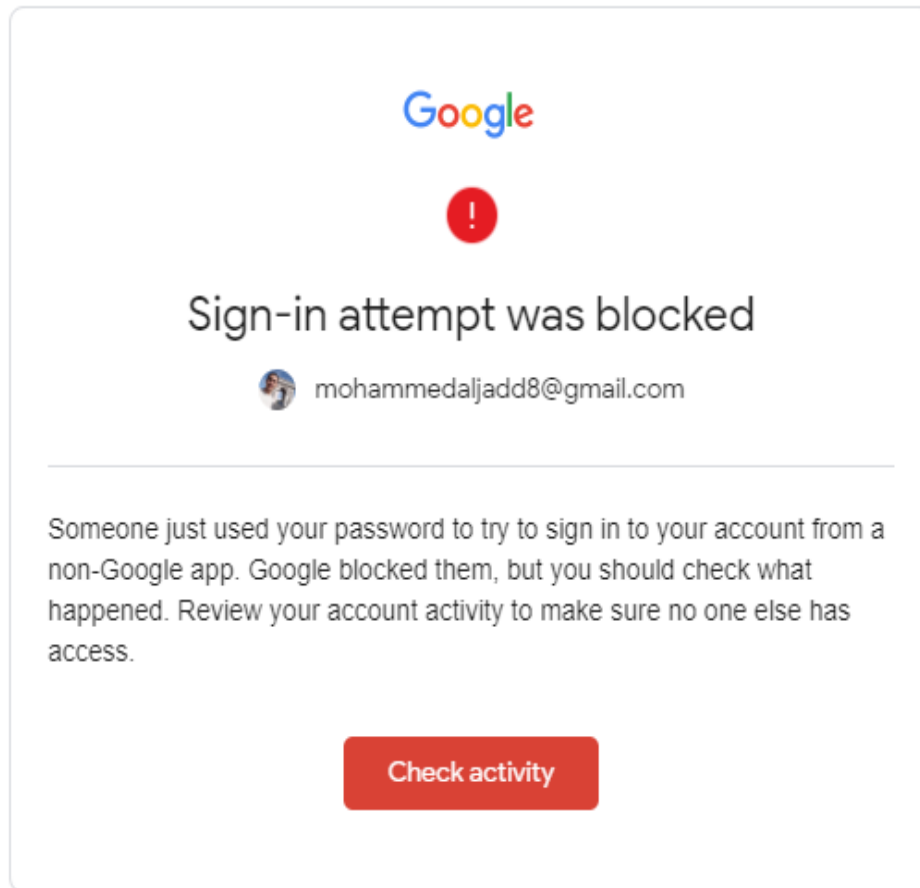 Google
!
Sign-in attempt was blocked
mohammedaljadd8@gmail.com
Someone just used your password to try to sign in to your account from a
non-Google app. Google blocked them, but you should check what
happened. Review your account activity to make sure no one else has
access.
Check activity